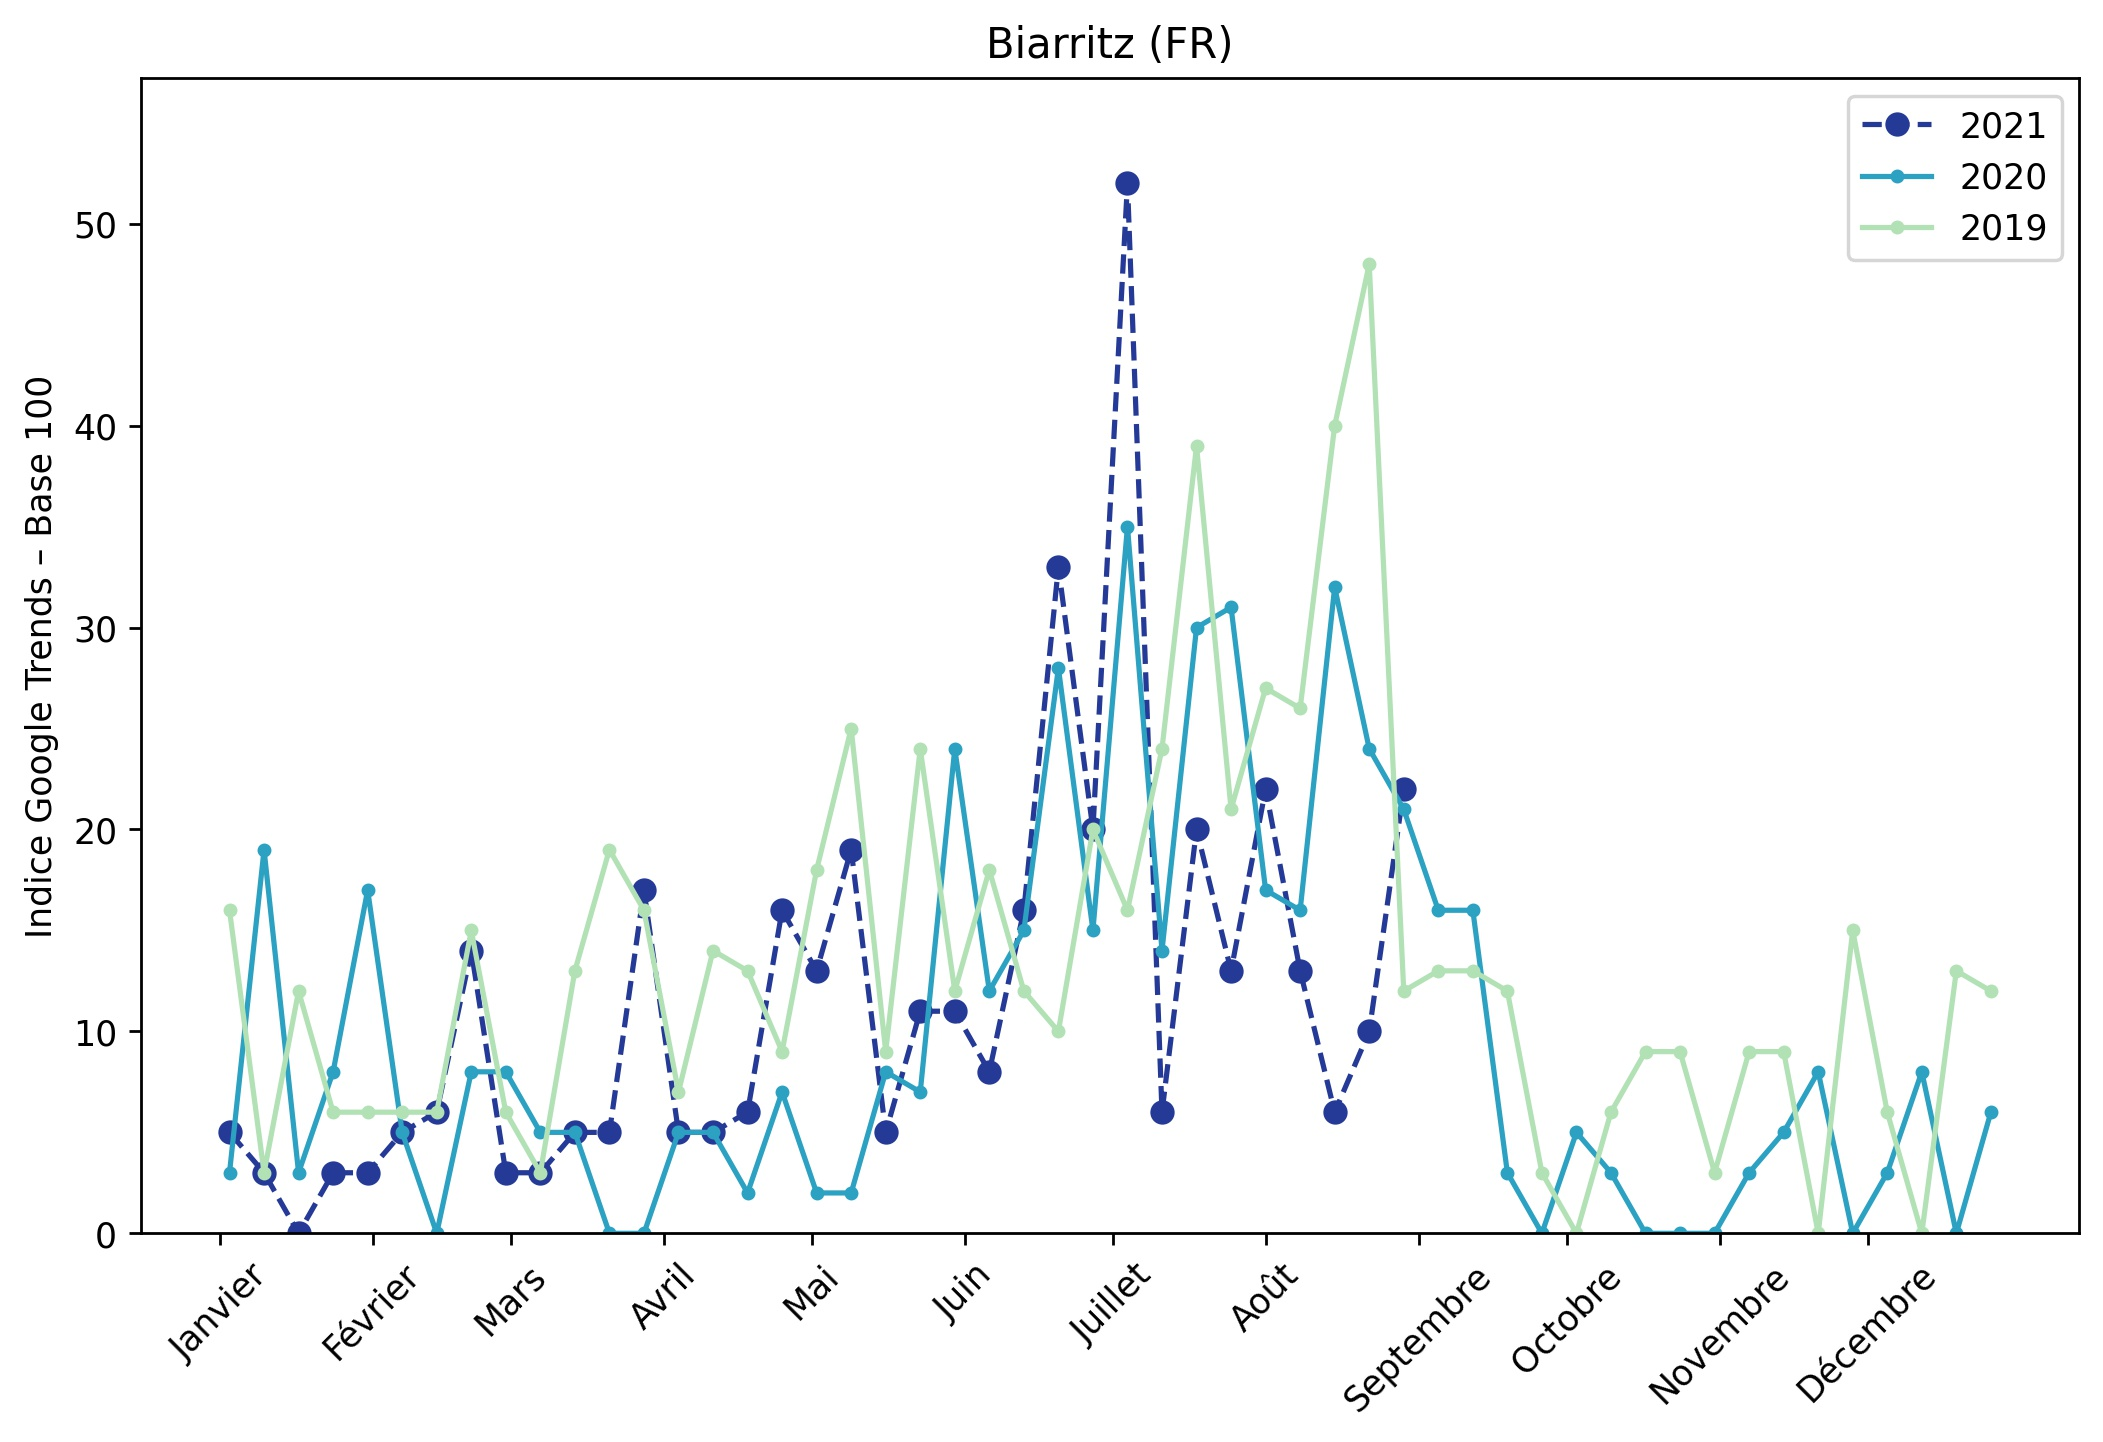 Biarritz (FR)
2021
2020
2019
Indice Google Trends – Base 100
50
40
30
20
10
0
Janvier
Février
Mars
Avril
Mai
Juin
Juillet
Août
Septembre
Octobre
Novembre
Décembre